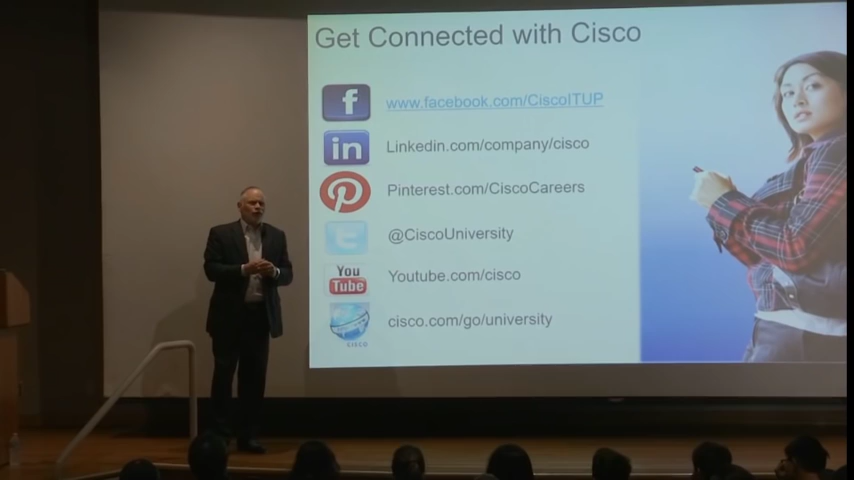 Get Connected with Cisco
f
www.facebook.com/CiscoITUP
in
Linkedin.com/company/cisco
Pinterest.com/CiscoCareers
@CiscoUniversity
You
Tube
Youtube.com/cisco
cisco.com/go/university
CISCO